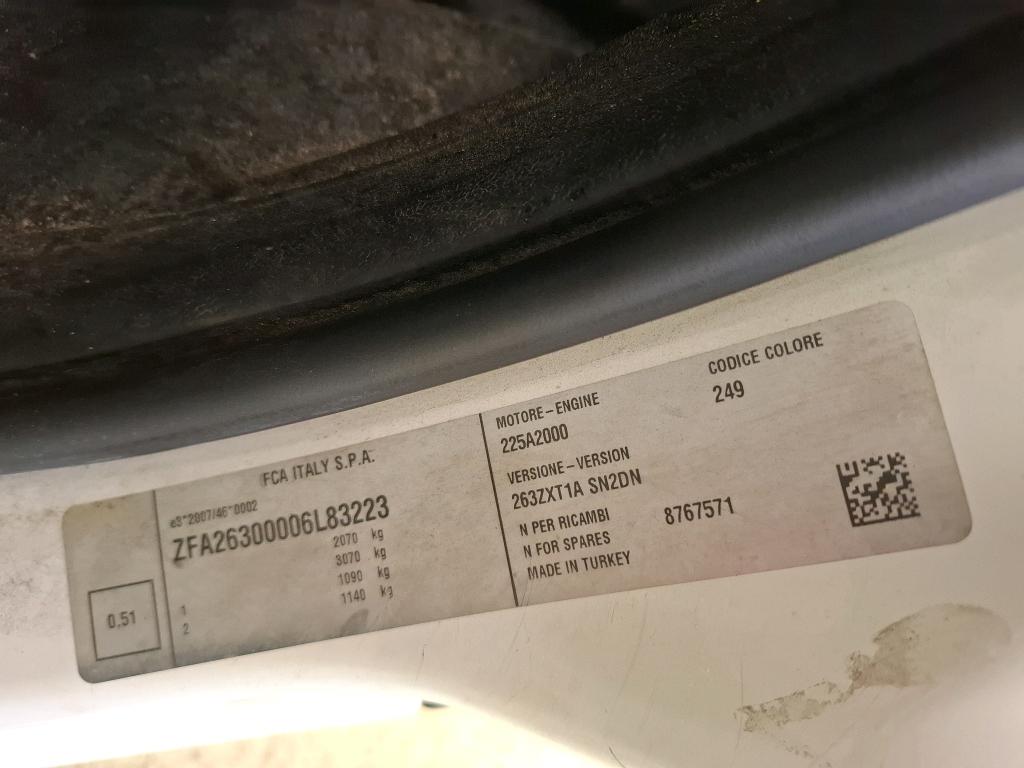 FCA ITALY S.P.A.
e3*2007/46*0002
ZFA26300006L83223
2070 kg
3070 kg
1 1090 kg
2 1140 kg
0.51
MOTORE-ENGINE
225A2000
CODICE COLORE
249
VERSIONE-VERSION
263ZXT1A SN2DN
N PER RICAMBI
N FOR SPARES
8767571
MADE IN TURKEY